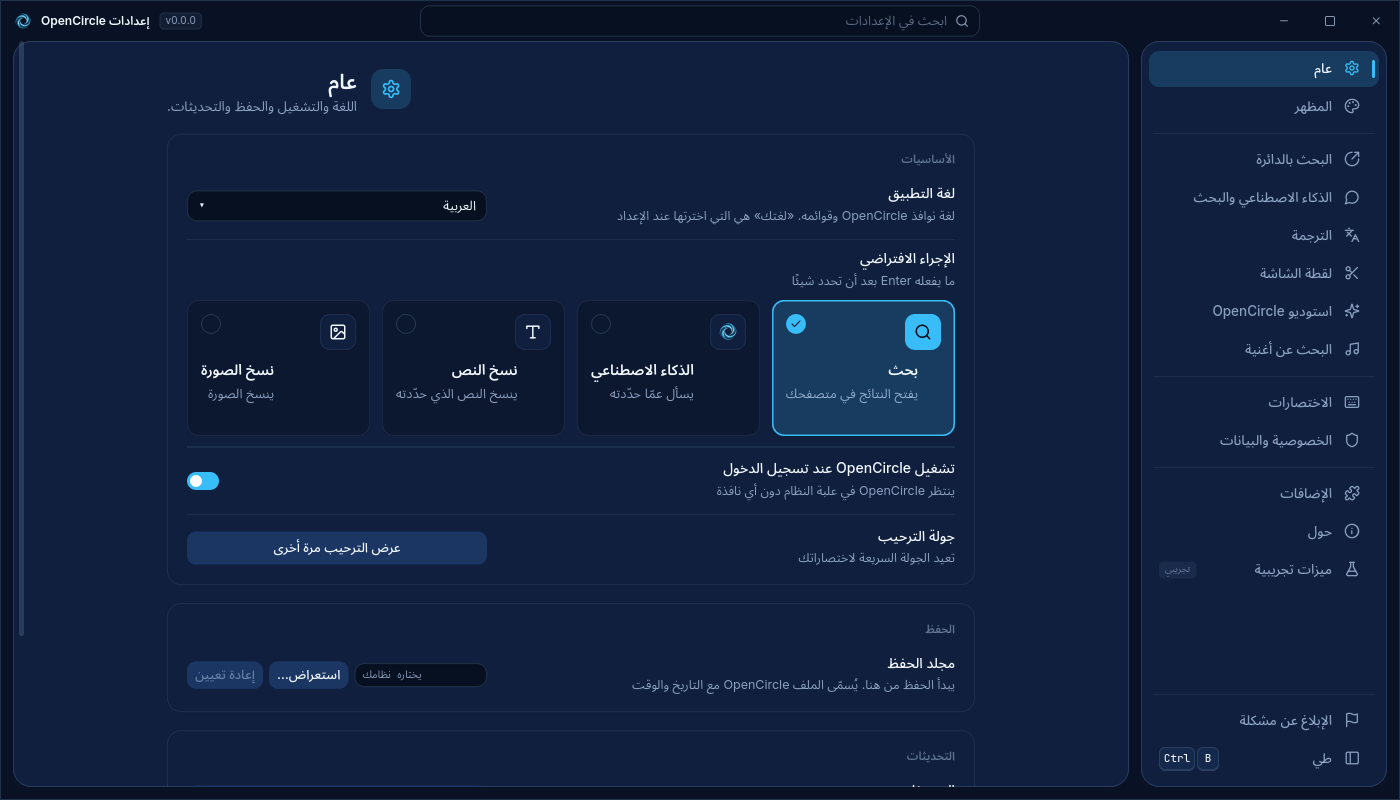 إعدادات OpenCircle
v0.0.0
ابحث في الإعدادات
عام
المظهر
البحث بالدائرة
الذكاء الاصطناعي والبحث
الترجمة
لقطة الشاشة
استوديو OpenCircle
البحث عن أغنية
الاختصارات
الخصوصية والبيانات
الإضافات
حول
ميزات تجريبية
تجريبي
الإبلاغ عن مشكلة
طي
Ctrl B
عام
اللغة والتشغيل والحفظ والتحديثات.
الأساسيات
لغة التطبيق
لغة نوافذ OpenCircle وقوائمه. «لغتك» هي التي اخترتها عند الإعداد
العربية
الإجراء الافتراضي
ما يفعله Enter بعد أن تحدد شيئًا
بحث
يفتح النتائج في متصفحك
الذكاء الاصطناعي
يسأل عمّا حدّدته
نسخ النص
ينسخ النص الذي حدّدته
نسخ الصورة
ينسخ الصورة
تشغيل OpenCircle عند تسجيل الدخول
ينتظر OpenCircle في علبة النظام دون أي نافذة
جولة الترحيب
تعيد الجولة السريعة لاختصاراتك
عرض الترحيب مرة أخرى
الحفظ
مجلد الحفظ
يبدأ الحفظ من هنا. يُسمّى الملف OpenCircle مع التاريخ والوقت
يختاره نظامك
استعراض...
إعادة تعيين
التحديثات